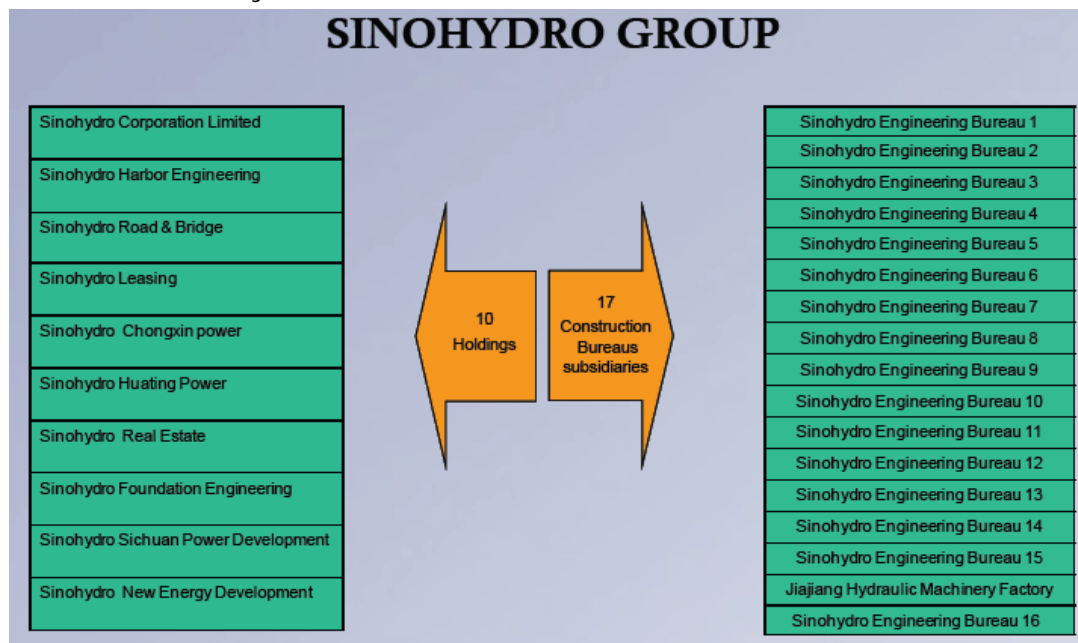 SINOHYDRO GROUP
Sinohydro Corporation Limited
Sinohydro Harbor Engineering
Sinohydro Road & Bridge
Sinohydro Leasing
Sinohydro Chongxin power
Sinohydro Huating Power
Sinohydro Real Estate
Sinohydro Foundation Engineering
Sinohydro Sichuan Power Development
Sinohydro New Energy Development
10
Holdings
17
Construction
Bureaus
subsidiaries
Sinohydro Engineering Bureau 1
Sinohydro Engineering Bureau 2
Sinohydro Engineering Bureau 3
Sinohydro Engineering Bureau 4
Sinohydro Engineering Bureau 5
Sinohydro Engineering Bureau 6
Sinohydro Engineering Bureau 7
Sinohydro Engineering Bureau 8
Sinohydro Engineering Bureau 9
Sinohydro Engineering Bureau 10
Sinohydro Engineering Bureau 11
Sinohydro Engineering Bureau 12
Sinohydro Engineering Bureau 13
Sinohydro Engineering Bureau 14
Sinohydro Engineering Bureau 15
Jiajiang Hydraulic Machinery Factory
Sinohydro Engineering Bureau 16